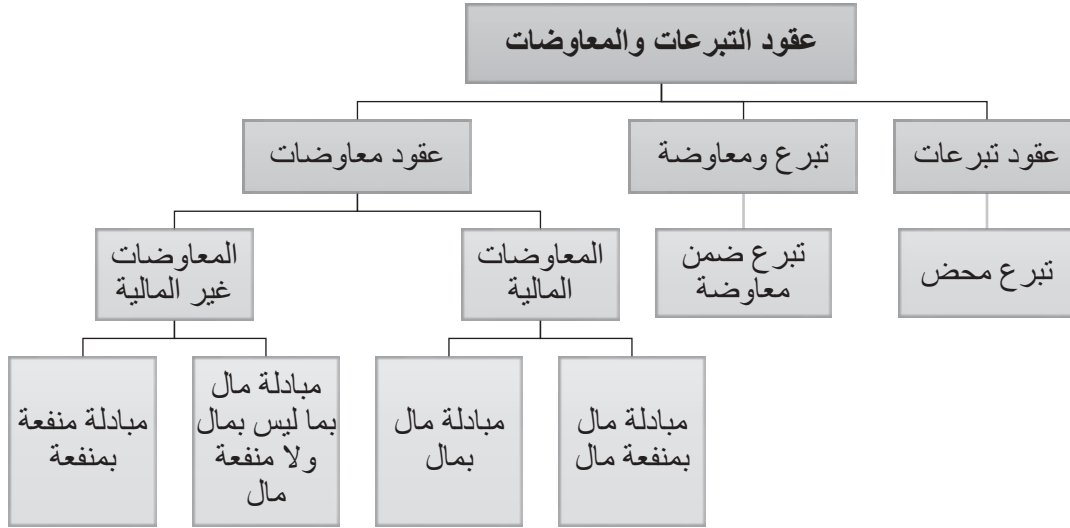 عقود التبرعات والمعاوضات
عقود تبرعات
تبرع ومعاوضة
عقود معاوضات
تبرع محض
تبرع ضمن
معاوضة
المعاوضات
المالية
المعاوضات
غير المالية
مبادلة مال
بمنفعة مال
مبادلة مال
بمال
مبادلة مال
بما ليس بمال
ولا منفعة
مال
مبادلة منفعة
بمنفعة